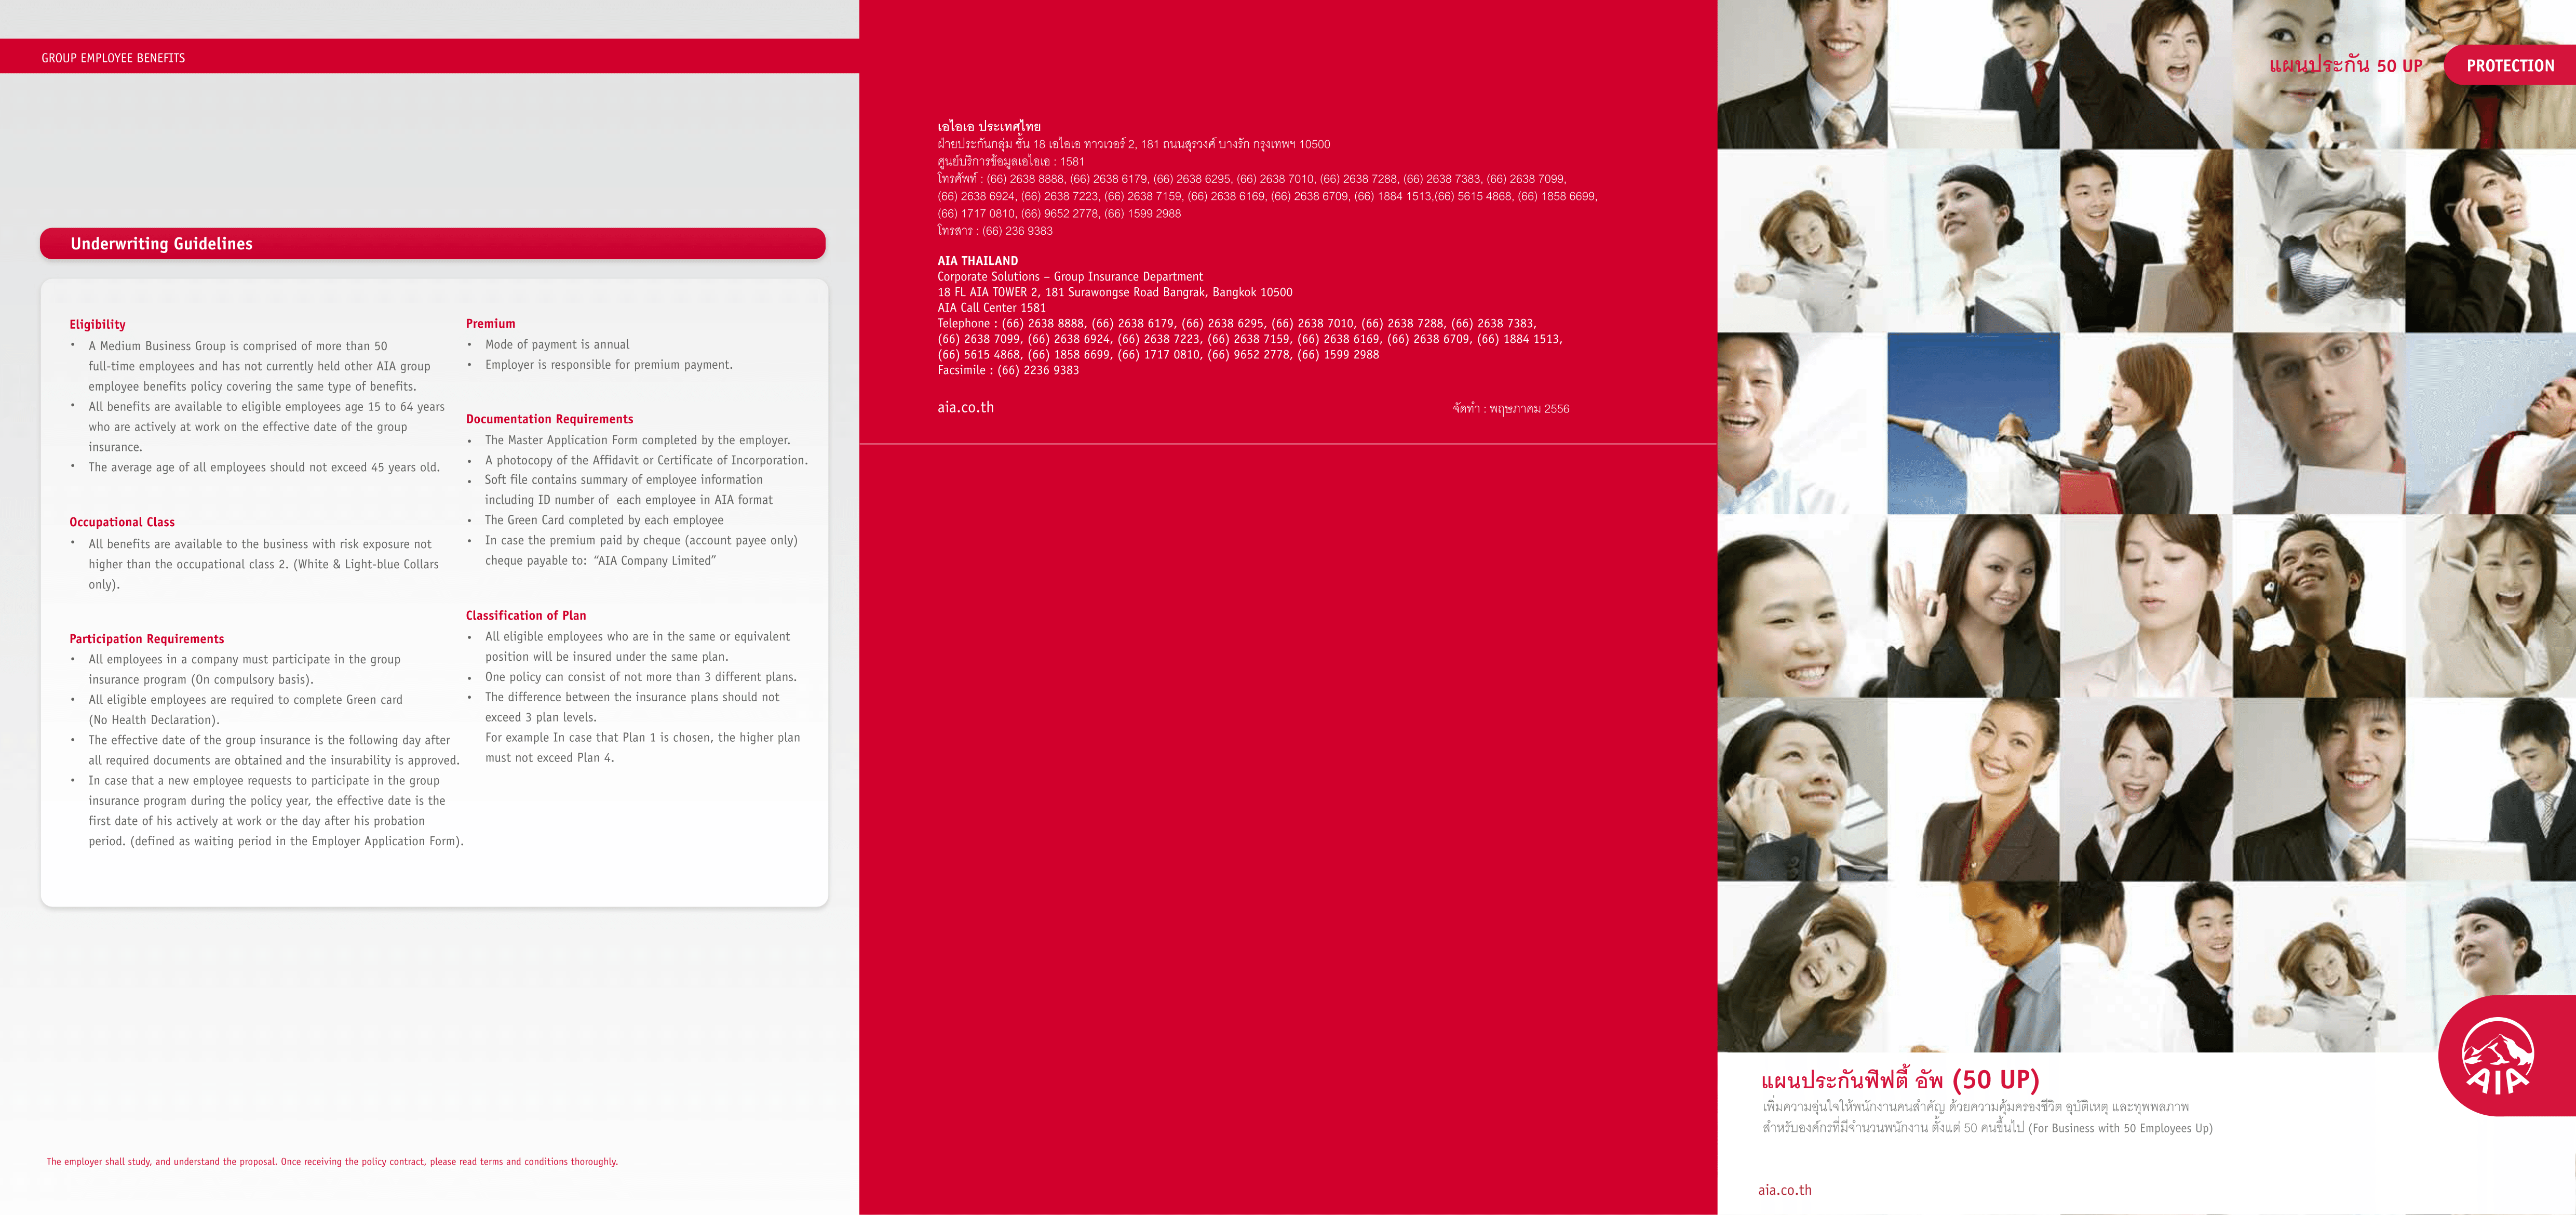 GROUP EMPLOYEE BENEFITS
Underwriting Guidelines
Eligibility
• A Medium Business Group is comprised of more than 50
full-time employees and has not currently held other AIA group
employee benefits policy covering the same type of benefits.
• All benefits are available to eligible employees age 15 to 64 years
who are actively at work on the effective date of the group
insurance.
• The average age of all employees should not exceed 45 years old.
Occupational Class
• All benefits are available to the business with risk exposure not
higher than the occupational class 2. (White & Light-blue Collars
only).
Participation Requirements
• All employees in a company must participate in the group
insurance program (On compulsory basis).
• All eligible employees are required to complete Green card
(No Health Declaration).
• The effective date of the group insurance is the following day after
all required documents are obtained and the insurability is approved.
• In case that a new employee requests to participate in the group
insurance program during the policy year, the effective date is the
first date of his actively at work or the day after his probation
period. (defined as waiting period in the Employer Application Form).
Premium
• Mode of payment is annual
• Employer is responsible for premium payment.
Documentation Requirements
• The Master Application Form completed by the employer.
• A photocopy of the Affidavit or Certificate of Incorporation.
• Soft file contains summary of employee information
including ID number of each employee in AIA format
• The Green Card completed by each employee
• In case the premium paid by cheque (account payee only)
cheque payable to: “AIA Company Limited”
Classification of Plan
• All eligible employees who are in the same or equivalent
position will be insured under the same plan.
• One policy can consist of not more than 3 different plans.
• The difference between the insurance plans should not
exceed 3 plan levels.
For example In case that Plan 1 is chosen, the higher plan
must not exceed Plan 4.
The employer shall study, and understand the proposal. Once receiving the policy contract, please read terms and conditions thoroughly.
เอไอเอ ประเทศไทย
ฝ่ายประกันกลุ่ม ชั้น 18 เอไอเอ ทาวเวอร์ 2, 181 ถนนสุรวงศ์ บางรัก กรุงเทพฯ 10500
ศูนย์บริการข้อมูลเอไอเอ : 1581
โทรศัพท์ : (66) 2638 8888, (66) 2638 6179, (66) 2638 6295, (66) 2638 7010, (66) 2638 7288, (66) 2638 7383, (66) 2638 7099,
(66) 2638 6924, (66) 2638 7223, (66) 2638 7159, (66) 2638 6169, (66) 2638 6709, (66) 1884 1513,(66) 5615 4868, (66) 1858 6699,
(66) 1717 0810, (66) 9652 2778, (66) 1599 2988
โทรสาร : (66) 236 9383
AIA THAILAND
Corporate Solutions – Group Insurance Department
18 FL AIA TOWER 2, 181 Surawongse Road Bangrak, Bangkok 10500
AIA Call Center 1581
Telephone : (66) 2638 8888, (66) 2638 6179, (66) 2638 6295, (66) 2638 7010, (66) 2638 7288, (66) 2638 7383,
(66) 2638 7099, (66) 2638 6924, (66) 2638 7223, (66) 2638 7159, (66) 2638 6169, (66) 2638 6709, (66) 1884 1513,
(66) 5615 4868, (66) 1858 6699, (66) 1717 0810, (66) 9652 2778, (66) 1599 2988
Facsimile : (66) 2236 9383
aia.co.th
จัดทำ : พฤษภาคม 2556
แผนประกัน 50 UP
PROTECTION
AIA
แผนประกันฟิฟตี้ อัพ (50 UP)
เพิ่มความอุ่นใจให้พนักงานคนสำคัญ ด้วยความคุ้มครองชีวิต อุบัติเหตุ และทุพพลภาพ
สำหรับองค์กรที่มีจำนวนพนักงาน ตั้งแต่ 50 คนขึ้นไป (For Business with 50 Employees Up)
aia.co.th